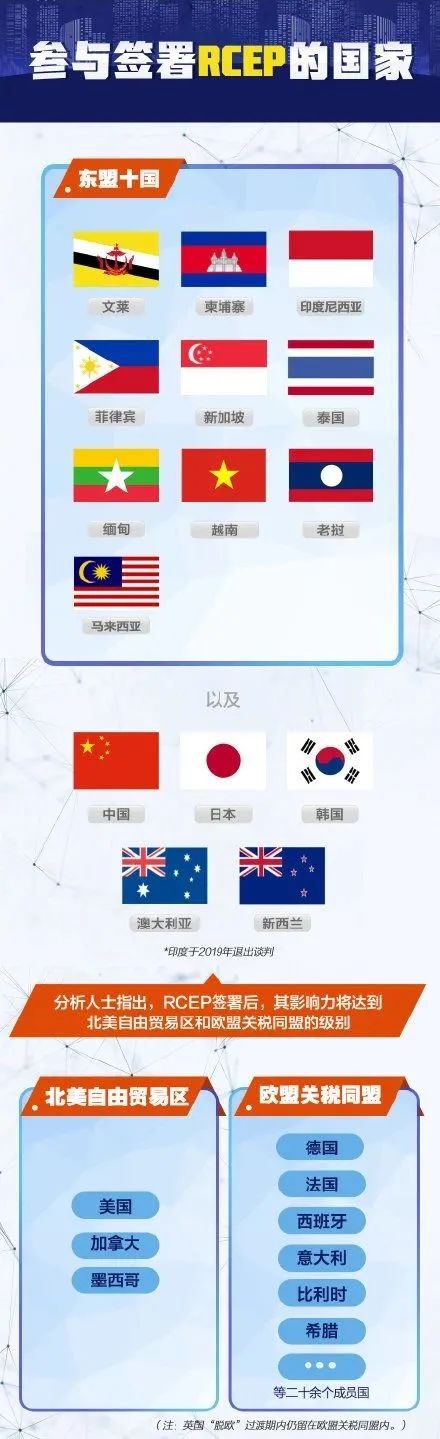 参与签署RCEP的国家
东盟十国
文莱
柬埔寨
印度尼西亚
菲律宾
新加坡
泰国
缅甸
越南
老挝
马来西亚
以及
中国
日本
韩国
澳大利亚
新西兰
*印度于2019年退出谈判
分析人士指出，RCEP签署后，其影响力将达到
北美自由贸易区和欧盟关税同盟的级别
北美自由贸易区
美国
加拿大
墨西哥
欧盟关税同盟
德国
法国
西班牙
意大利
比利时
希腊
•••
等二十余个成员国
（注：英国“脱欧”过渡期内仍留在欧盟关税同盟内。）